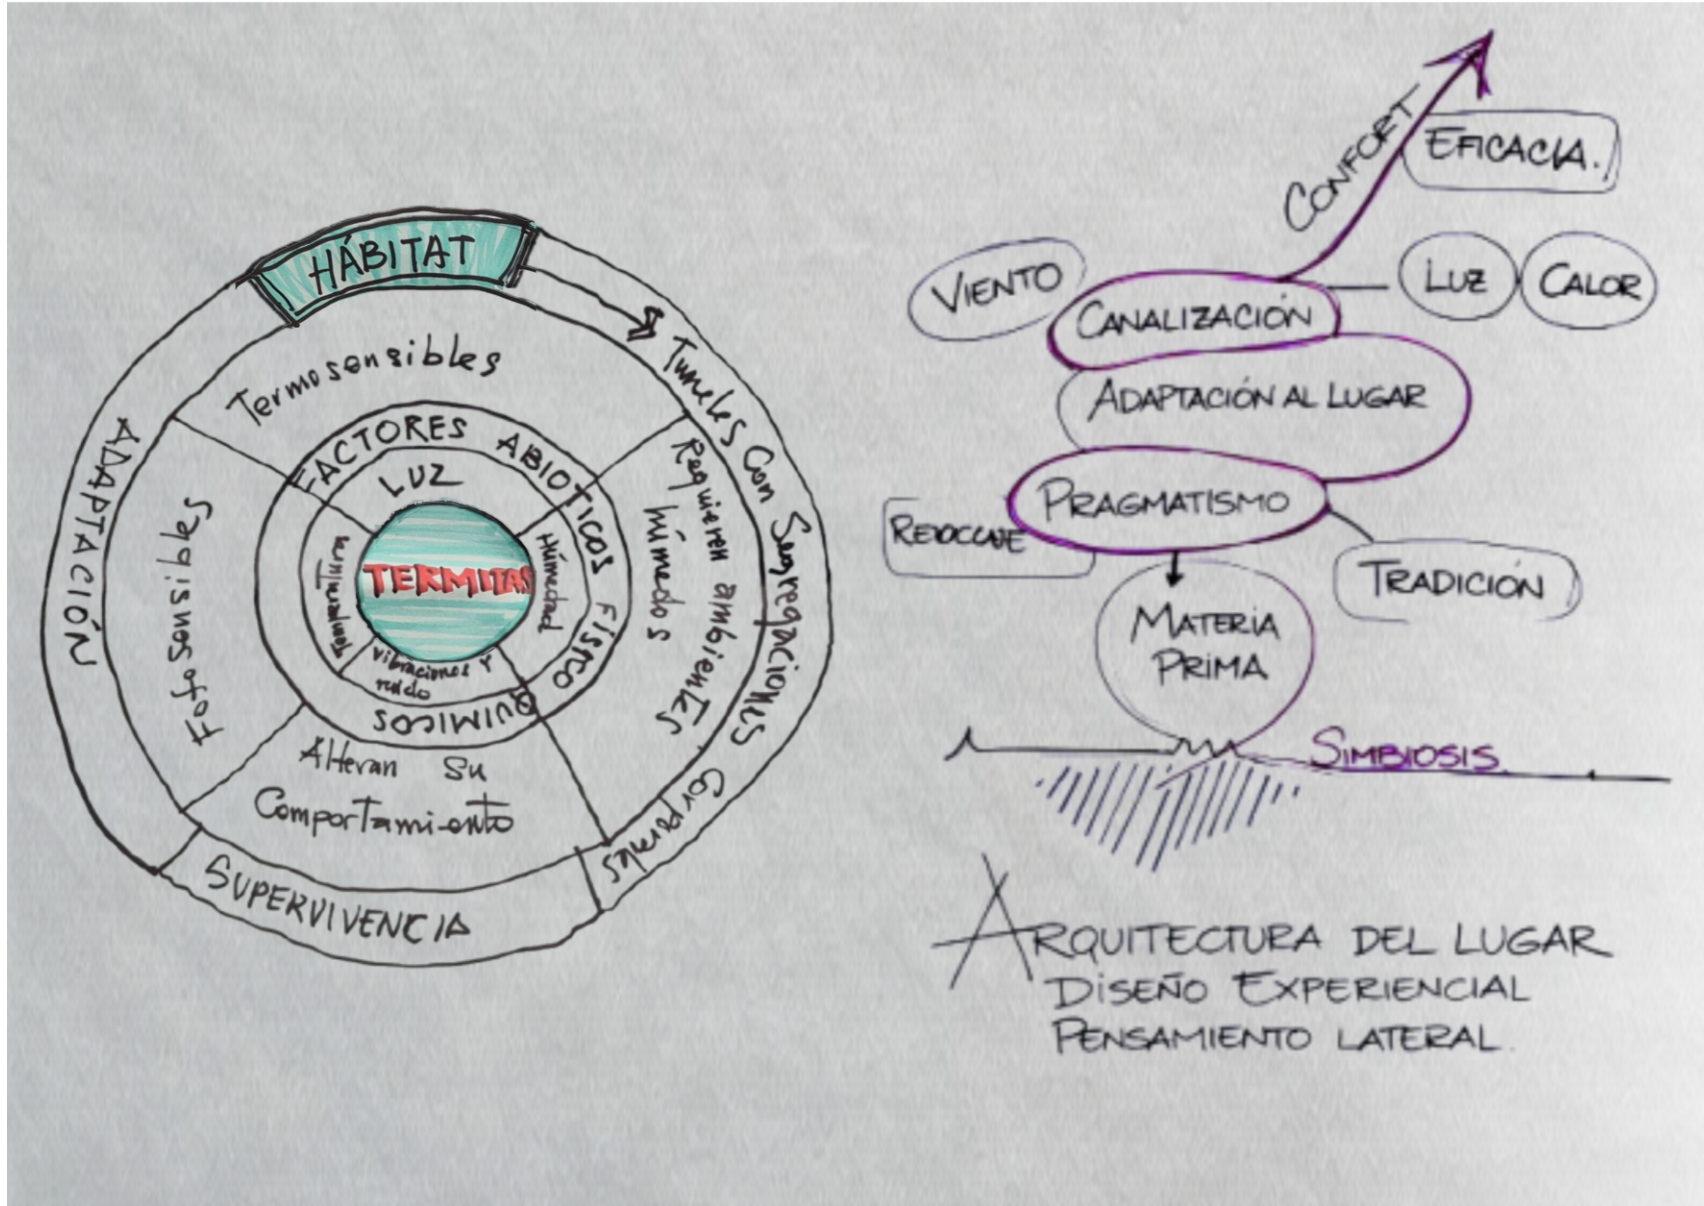 HÁBITAT
Tuneles Con Segregaciones Corporales
SUPERVIVENCIA
ADAPTACIÓN
Termosensibles
Requieren ambientes
húmedos
Alteran Su
Comportamiento
Fotosensibles
FACTORES ABIOTICOS FÍSICO
QUIMICOS
LUZ
Húmedad
vibraciones y
ruido
Temperatura
TERMITAS
CONFORT
EFICACIA.
VIENTO
CANALIZACIÓN
LUZ
CALOR
ADAPTACIÓN AL LUGAR
PRAGMATISMO
TRADICIÓN
MATERIA
PRIMA
SIMBIOSIS
ARQUITECTURA DEL LUGAR
DISEÑO EXPERIENCIAL
PENSAMIENTO LATERAL.